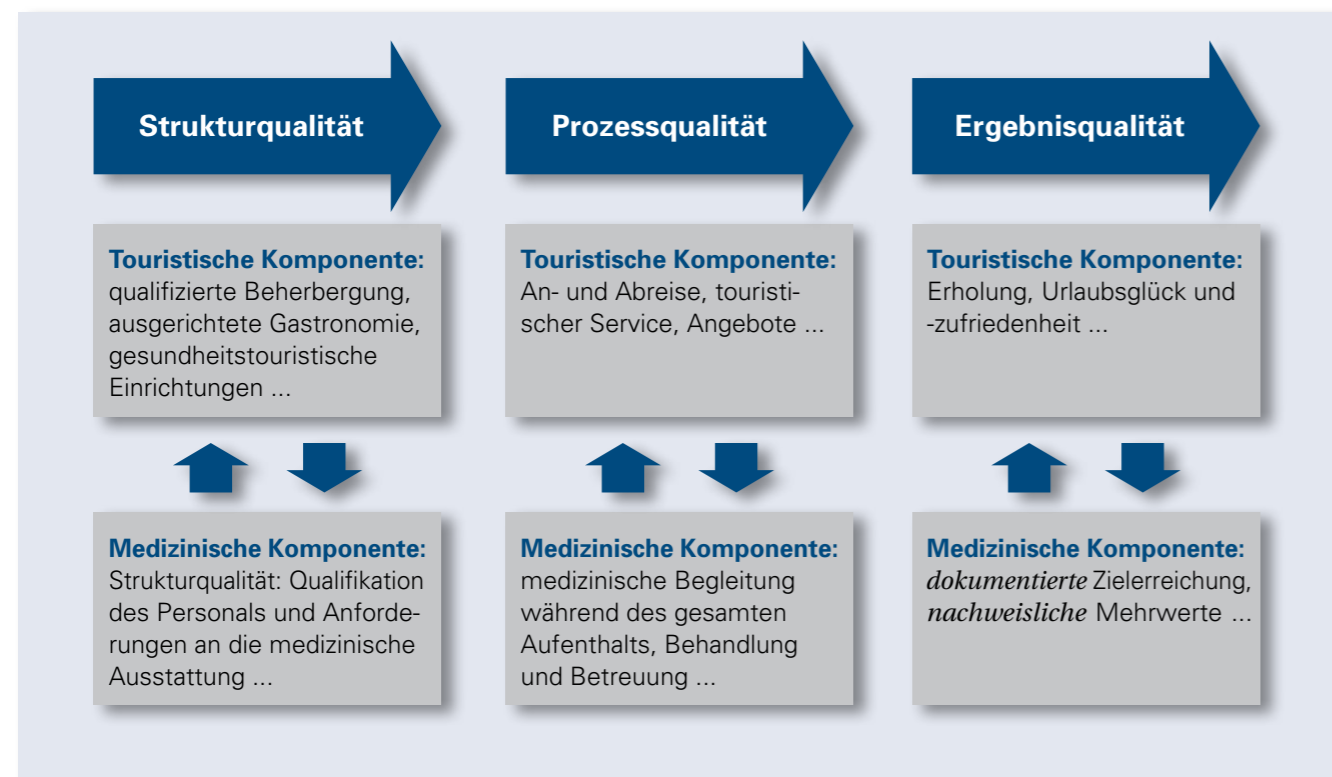 Strukturqualität
Prozessqualität
Ergebnisqualität
Touristische Komponente:
qualifizierte Beherbergung,
ausgerichtete Gastronomie,
gesundheitstouristische
Einrichtungen ...
Touristische Komponente:
An- und Abreise, touristi-
scher Service, Angebote ...
Touristische Komponente:
Erholung, Urlaubsglück und
-zufriedenheit ...
Medizinische Komponente:
Strukturqualität: Qualifikation
des Personals und Anforde-
rungen an die medizinische
Ausstattung ...
Medizinische Komponente:
medizinische Begleitung
während des gesamten
Aufenthalts, Behandlung
und Betreuung ...
Medizinische Komponente:
dokumentierte Zielerreichung,
nachweisliche Mehrwerte ...